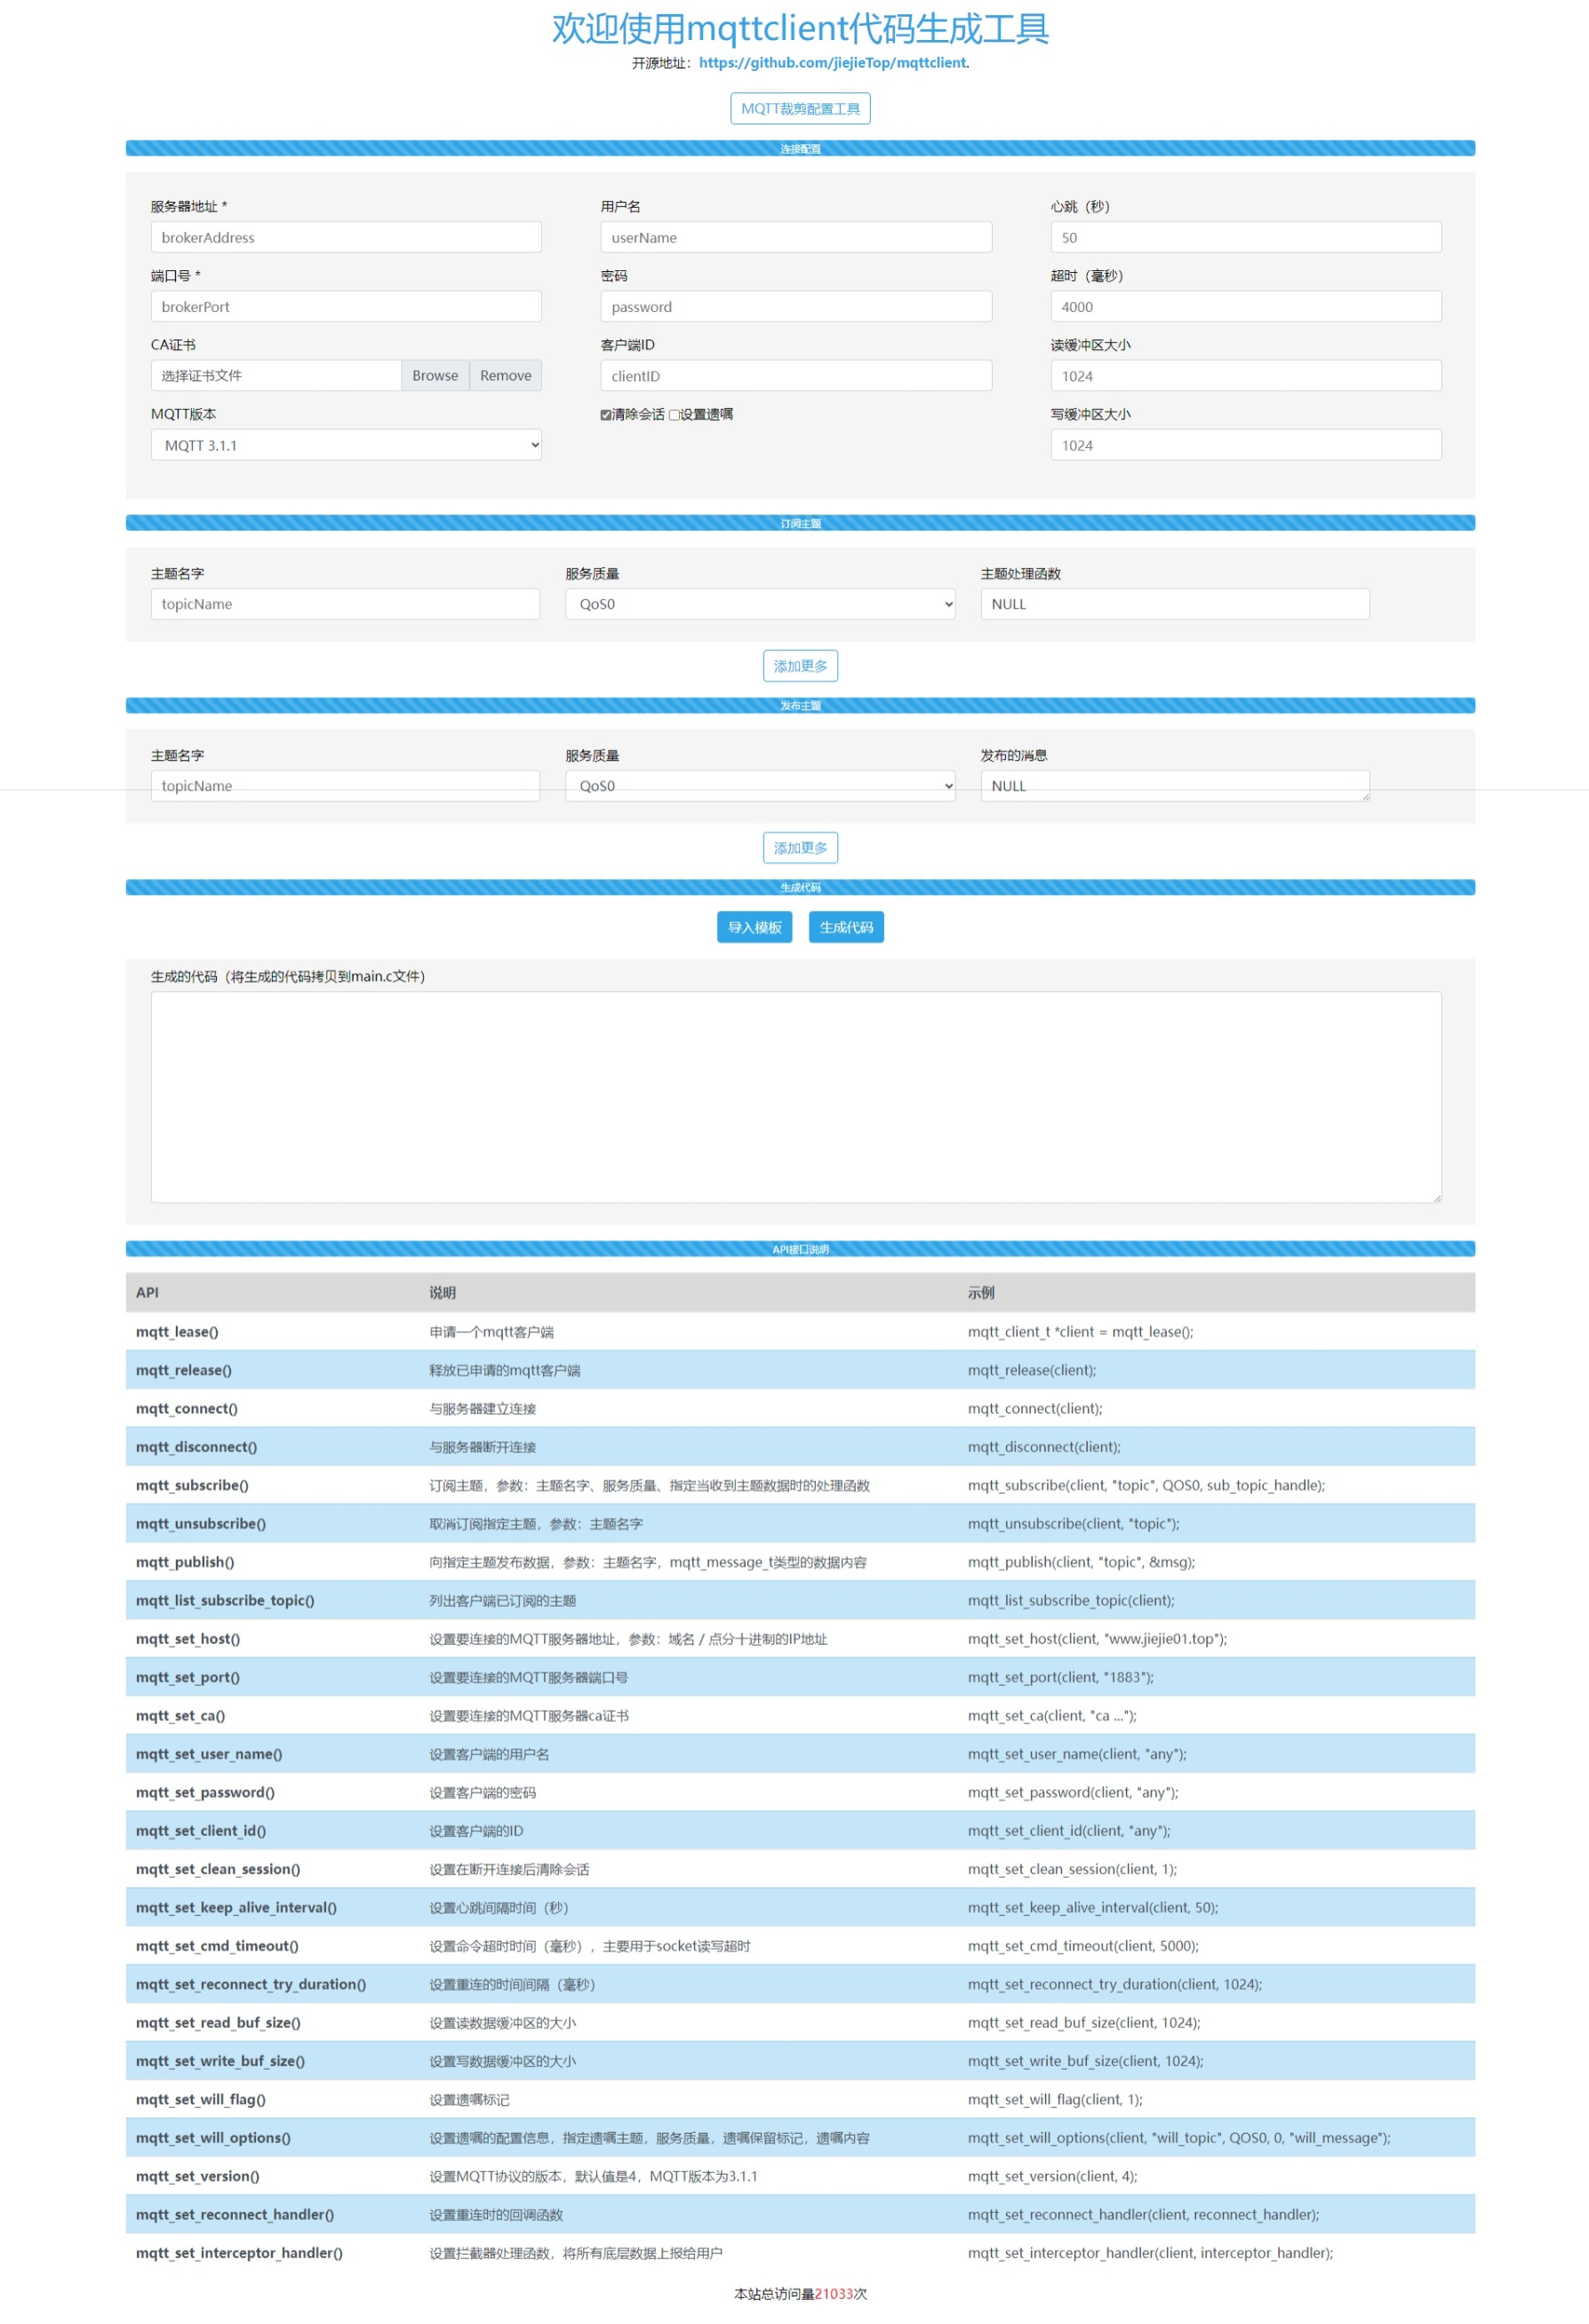 欢迎使用mqttclient代码生成工具
开源地址：https://github.com/jiejieTop/mqttclient.
MQTT裁剪配置工具
连接配置
服务器地址 * 用户名 心跳（秒）
brokerAddress userName 50
端口号 * 密码 超时（毫秒）
brokerPort password 4000
CA证书 客户端ID 读缓冲区大小
选择证书文件 Browse Remove clientID 1024
MQTT版本 清除会话 设置遗嘱 写缓冲区大小
MQTT 3.1.1 1024
订阅主题
主题名字 服务质量 主题处理函数
topicName QoS0 NULL
添加更多
发布主题
主题名字 服务质量 发布的消息
topicName QoS0 NULL
添加更多
生成代码
导入模板 生成代码
生成的代码（将生成的代码拷贝到main.c文件）
API接口说明
API 说明 示例
mqtt_lease() 申请一个mqtt客户端 mqtt_client_t *client = mqtt_lease();
mqtt_release() 释放已申请的mqtt客户端 mqtt_release(client);
mqtt_connect() 与服务器建立连接 mqtt_connect(client);
mqtt_disconnect() 与服务器断开连接 mqtt_disconnect(client);
mqtt_subscribe() 订阅主题，参数：主题名字、服务质量、指定当收到主题数据时的处理函数 mqtt_subscribe(client, "topic", QOS0, sub_topic_handle);
mqtt_unsubscribe() 取消订阅指定主题，参数：主题名字 mqtt_unsubscribe(client, "topic");
mqtt_publish() 向指定主题发布数据，参数：主题名字，mqtt_message_t类型的数据内容 mqtt_publish(client, "topic", &msg);
mqtt_list_subscribe_topic() 列出客户端已订阅的主题 mqtt_list_subscribe_topic(client);
mqtt_set_host() 设置要连接的MQTT服务器地址，参数：域名 / 点分十进制的IP地址 mqtt_set_host(client, "www.jiejie01.top");
mqtt_set_port() 设置要连接的MQTT服务器端口号 mqtt_set_port(client, "1883");
mqtt_set_ca() 设置要连接的MQTT服务器ca证书 mqtt_set_ca(client, "ca ...");
mqtt_set_user_name() 设置客户端的用户名 mqtt_set_user_name(client, "any");
mqtt_set_password() 设置客户端的密码 mqtt_set_password(client, "any");
mqtt_set_client_id() 设置客户端的ID mqtt_set_client_id(client, "any");
mqtt_set_clean_session() 设置在断开连接后清除会话 mqtt_set_clean_session(client, 1);
mqtt_set_keep_alive_interval() 设置心跳间隔时间（秒） mqtt_set_keep_alive_interval(client, 50);
mqtt_set_cmd_timeout() 设置命令超时时间（毫秒），主要用于socket读写超时 mqtt_set_cmd_timeout(client, 5000);
mqtt_set_reconnect_try_duration() 设置重连的时间间隔（毫秒） mqtt_set_reconnect_try_duration(client, 1024);
mqtt_set_read_buf_size() 设置读数据缓冲区的大小 mqtt_set_read_buf_size(client, 1024);
mqtt_set_write_buf_size() 设置写数据缓冲区的大小 mqtt_set_write_buf_size(client, 1024);
mqtt_set_will_flag() 设置遗嘱标记 mqtt_set_will_flag(client, 1);
mqtt_set_will_options() 设置遗嘱的配置信息，指定遗嘱主题，服务质量，遗嘱保留标记，遗嘱内容 mqtt_set_will_options(client, "will_topic", QOS0, 0, "will_message");
mqtt_set_version() 设置MQTT协议的版本，默认值是4，MQTT版本为3.1.1 mqtt_set_version(client, 4);
mqtt_set_reconnect_handler() 设置重连时的回调函数 mqtt_set_reconnect_handler(client, reconnect_handler);
mqtt_set_interceptor_handler() 设置拦截器处理函数，将所有底层数据上报给用户 mqtt_set_interceptor_handler(client, interceptor_handler);
本站总访问量21033次